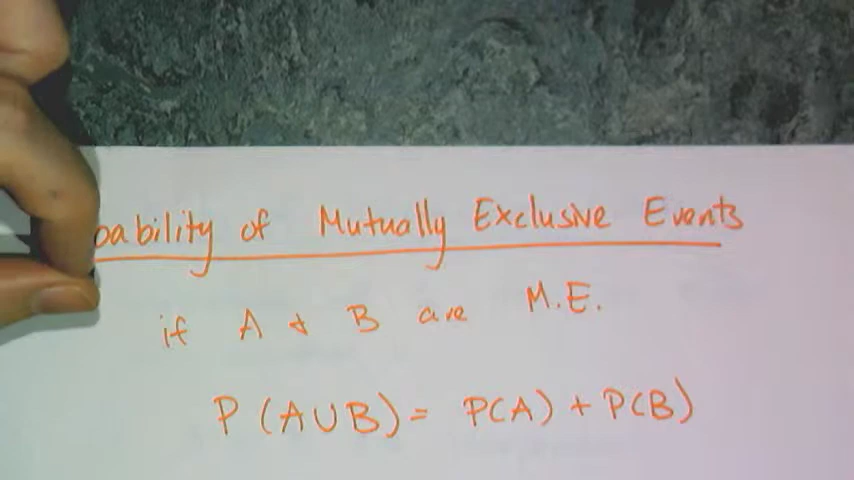 bability of Mutually Exclusive Events
if A & B are M.E.
P(A∪B) = P(A) + P(B)